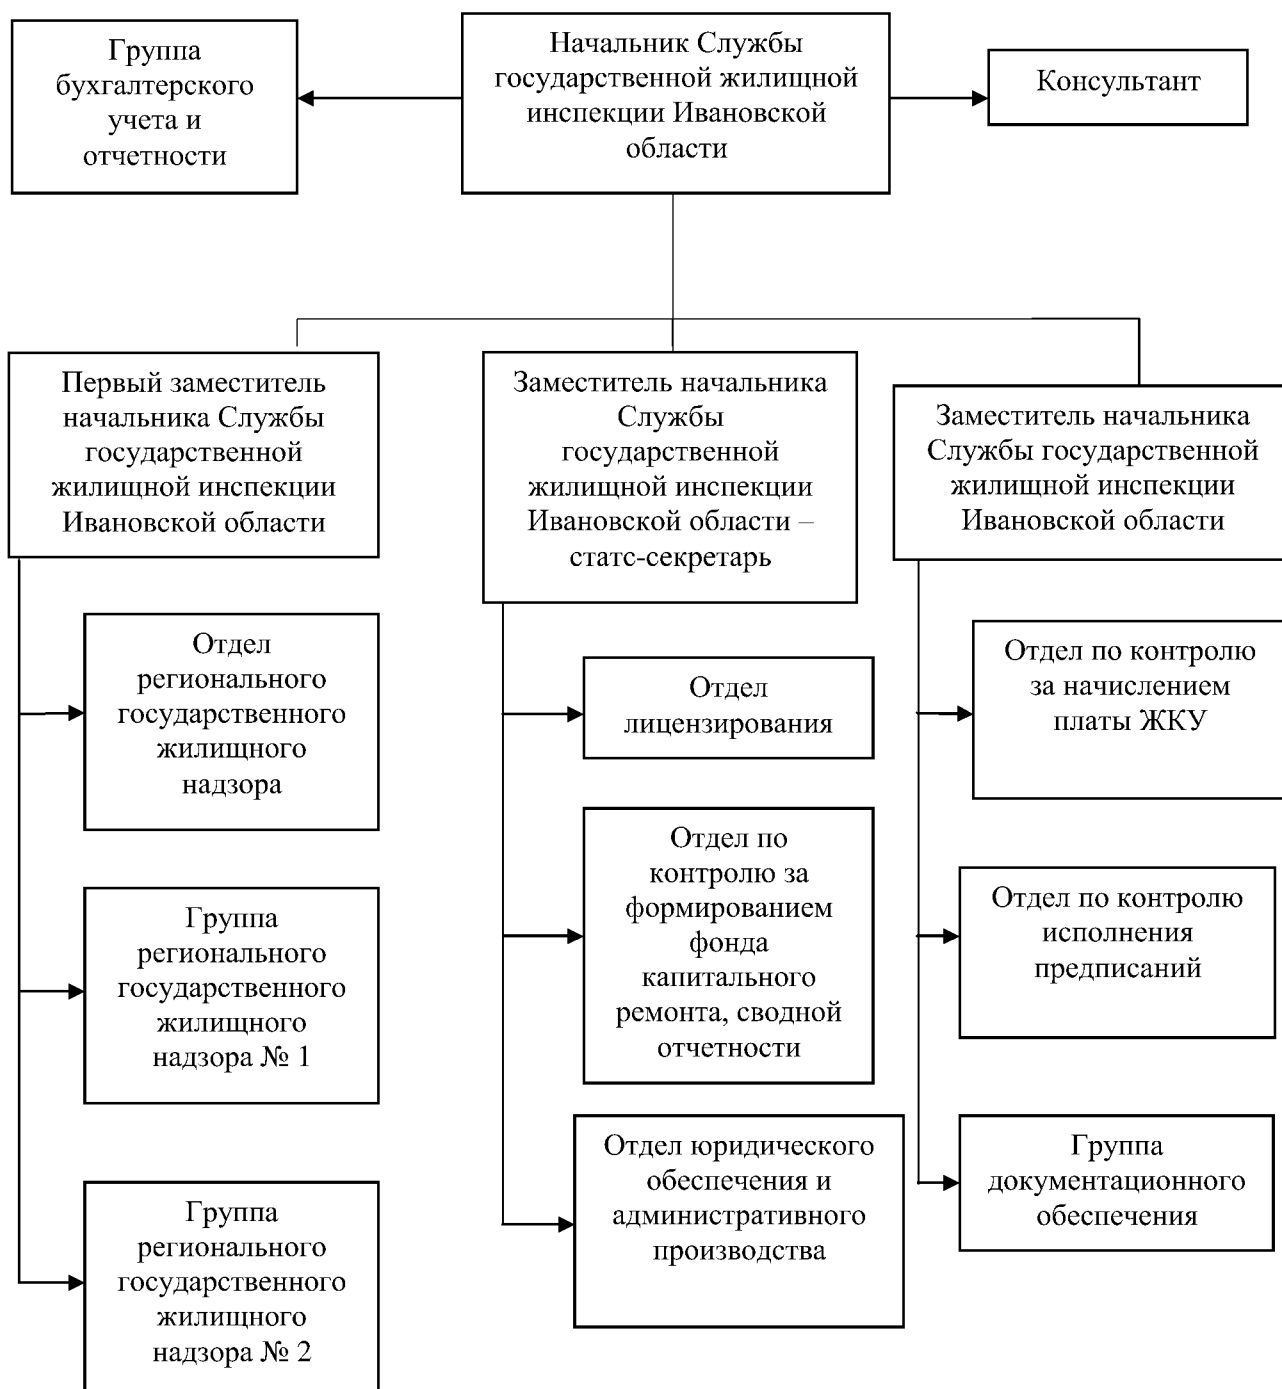 Группа
бухгалтерского
учета и
отчетности
Начальник Службы
государственной жилищной
инспекции Ивановской
области
Консультант
Первый заместитель
начальника Службы
государственной
жилищной инспекции
Ивановской области
Заместитель начальника
Службы
государственной
жилищной инспекции
Ивановской области –
статс-секретарь
Заместитель начальника
Службы государственной
жилищной инспекции
Ивановской области
Отдел
регионального
государственного
жилищного
надзора
Группа
регионального
государственного
жилищного
надзора № 1
Группа
регионального
государственного
жилищного
надзора № 2
Отдел
лицензирования
Отдел по
контролю за
формированием
фонда
капитального
ремонта, сводной
отчетности
Отдел юридического
обеспечения и
административного
производства
Отдел по контролю
за начислением
платы ЖКУ
Отдел по контролю
исполнения
предписаний
Группа
документационного
обеспечения